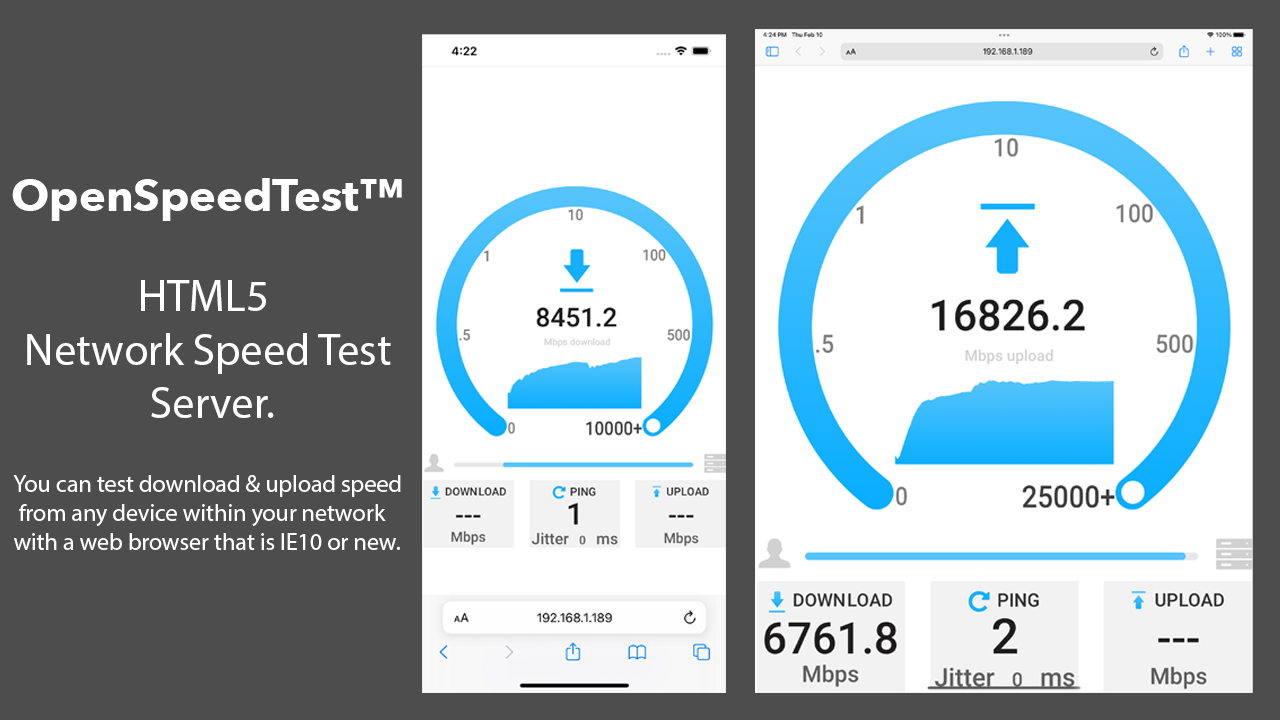 OpenSpeedTest™
HTML5
Network Speed Test
Server.
You can test download & upload speed
from any device within your network
with a web browser that is IE10 or new.
4:22
10
1
100
8451.2
Mbps download
.5
500
0
10000+
DOWNLOAD
---
Mbps
PING
1
Jitter 0 ms
UPLOAD
---
Mbps
AA 192.168.1.189
4:24 PM Thu Feb 10
100%
AA 192.168.1.189
10
1
100
16826.2
Mbps upload
.5
500
0
25000+
DOWNLOAD
6761.8
Mbps
PING
2
Jitter 0 ms
UPLOAD
---
Mbps